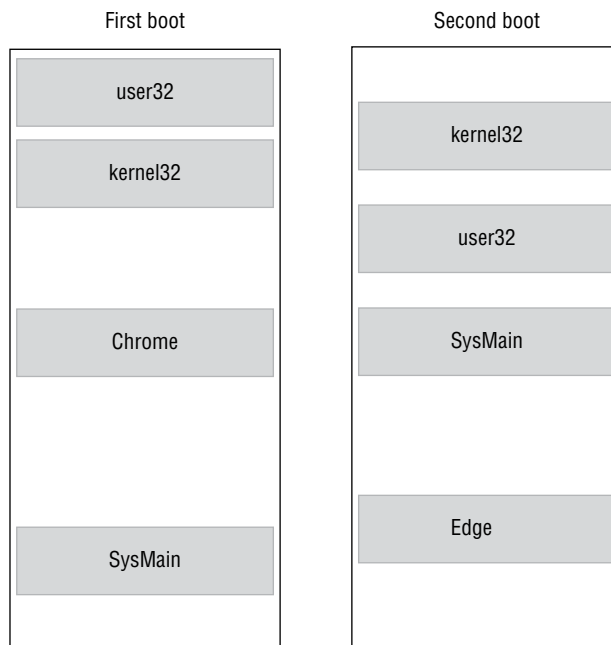 First boot
user32
kernel32
Chrome
SysMain
Second boot
kernel32
user32
SysMain
Edge